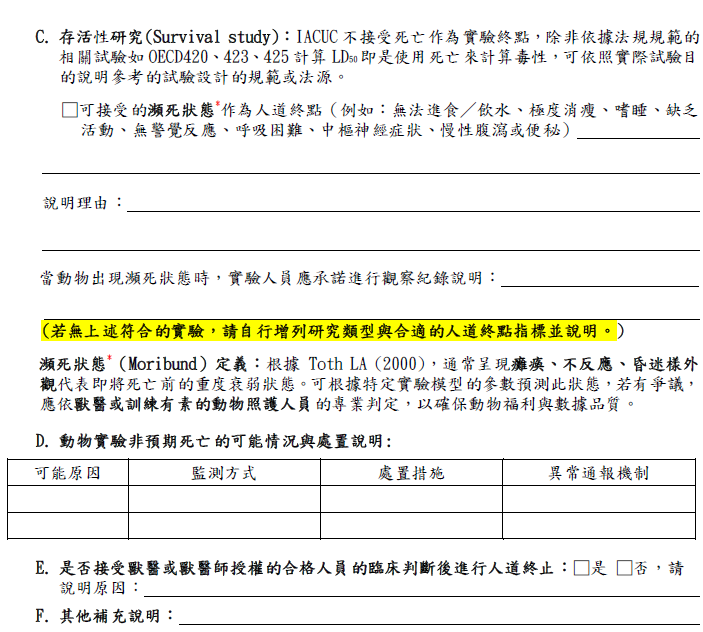 C. 存活性研究(Survival study)：IACUC 不接受死亡作為實驗終點，除非依據法規規範的
相關試驗如 OECD420、423、425 計算 LD50 即是使用死亡來計算毒性，可依照實際試驗目
的說明參考的試驗設計的規範或法源。
□可接受的瀕死狀態*作為人道終點（例如：無法進食／飲水、極度消瘦、嗜睡、缺乏
活動、無警覺反應、呼吸困難、中樞神經症狀、慢性腹瀉或便秘）
說明理由：
當動物出現瀕死狀態時，實驗人員應承諾進行觀察紀錄說明：
(若無上述符合的實驗，請自行增列研究類型與合適的人道終點指標並說明。)
瀕死狀態*（Moribund）定義：根據 Toth LA (2000)，通常呈現癱瘓、不反應、昏迷樣外
觀代表即將死亡前的重度衰弱狀態。可根據特定實驗模型的參數預測此狀態，若有爭議，
應依獸醫或訓練有素的動物照護人員的專業判定，以確保動物福利與數據品質。
D. 動物實驗非預期死亡的可能情況與處置說明:
可能原因 監測方式 處置措施 異常通報機制
E. 是否接受獸醫或獸醫師授權的合格人員的臨床判斷後進行人道終止：□是 □否，請
說明原因：
F. 其他補充說明：